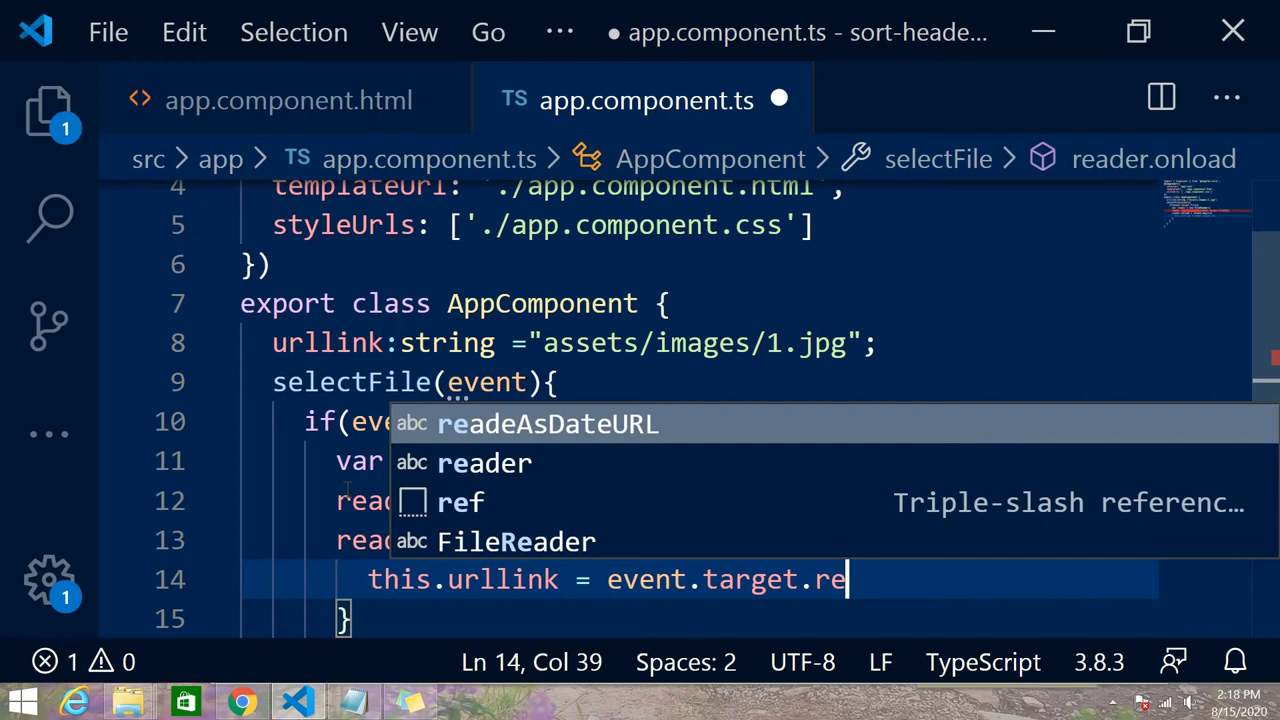 File Edit Selection View Go ··· ● app.component.ts - sort-heade...
app.component.html TS app.component.ts
src > app > TS app.component.ts > AppComponent > selectFile > reader.onload
4 templateUrl: './app.component.html',
5 styleUrls: ['./app.component.css']
6 })
7 export class AppComponent {
8 urllink:string ="assets/images/1.jpg";
9 selectFile(event){
10 if(eve
abc readeAsDateURL
11 var
abc reader
12 read
ref Triple-slash referenc...
13 read
abc FileReader
14 this.urllink = event.target.re
15 }
1
1
1 0 Ln 14, Col 39 Spaces: 2 UTF-8 LF TypeScript 3.8.3
2:18 PM
8/15/2020